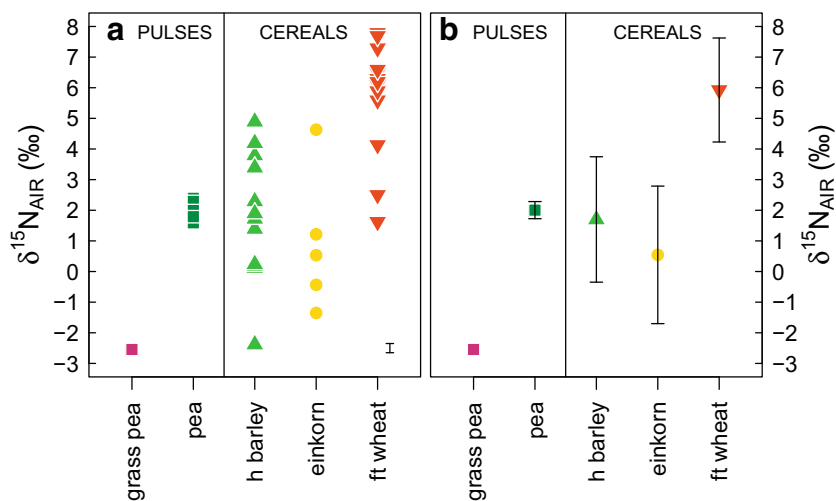 a PULSES CEREALS
b PULSES CEREALS
δ15NAIR (‰)
8
7
6
5
4
3
2
1
0
−1
−2
−3
8
7
6
5
4
3
2
1
0
−1
−2
−3
δ15NAIR (‰)
grass pea
pea
h barley
einkorn
ft wheat
grass pea
pea
h barley
einkorn
ft wheat